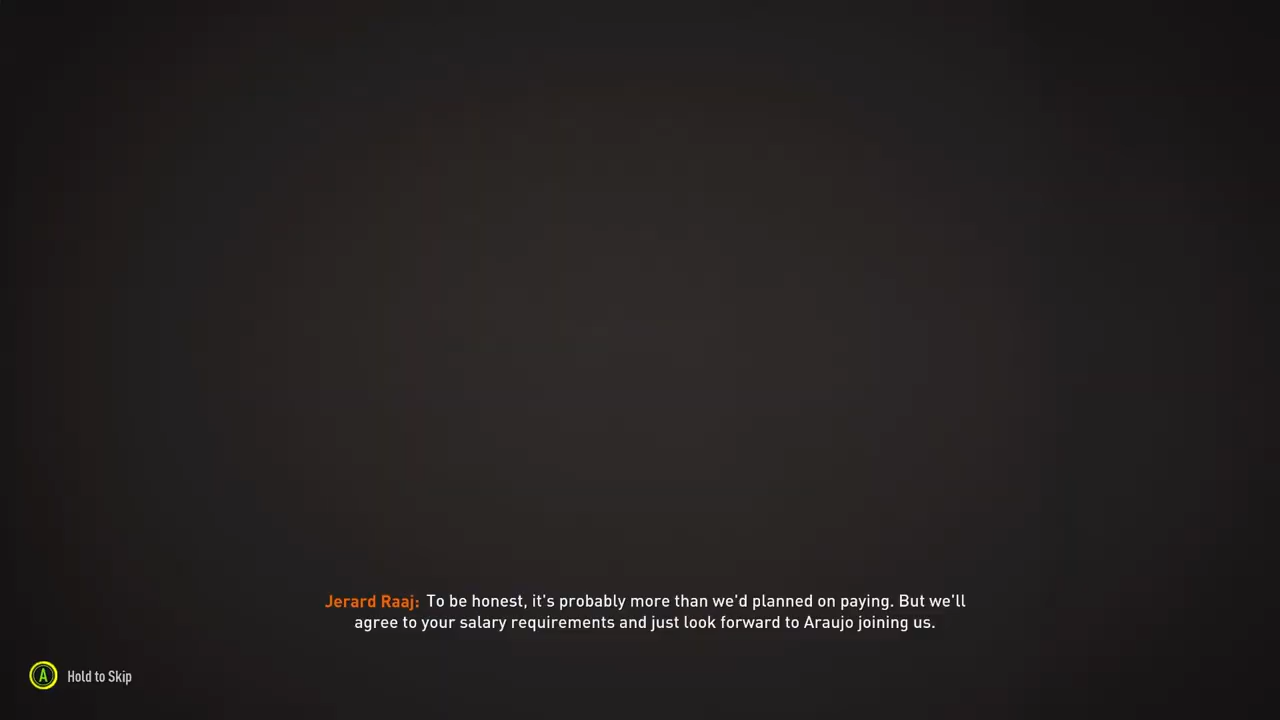 Jerard Raaj: To be honest, it's probably more than we'd planned on paying. But we'll
agree to your salary requirements and just look forward to Araujo joining us.
A Hold to Skip